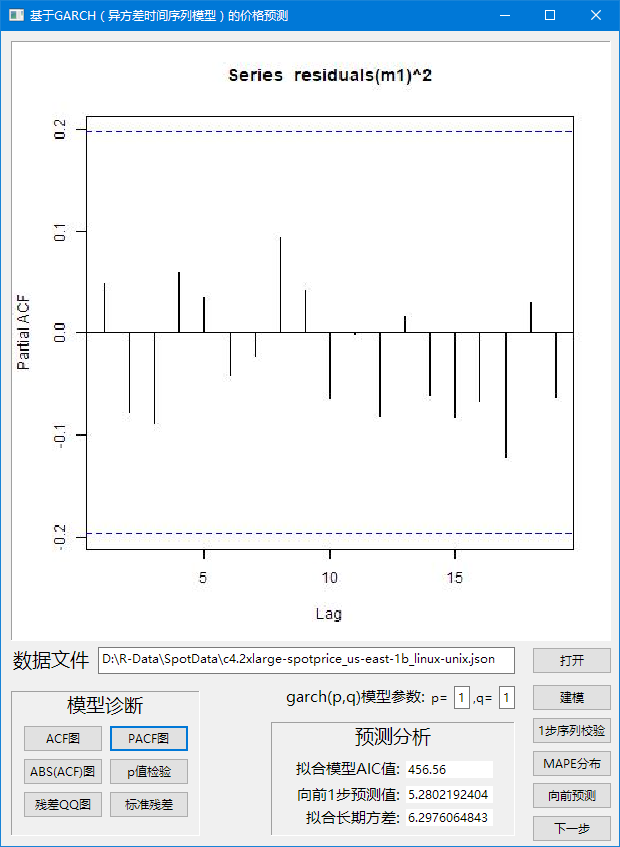 基于GARCH（异方差时间序列模型）的价格预测
Series residuals(m1)^2
0.2
0.1
0.0
-0.1
-0.2
Partial ACF
5 10 15
Lag
数据文件 D:\R-Data\SpotData\c4.2xlarge-spotprice_us-east-1b_linux-unix.json 打开
模型诊断
ACF图 PACF图
ABS(ACF)图 p值检验
残差QQ图 标准残差
garch(p,q)模型参数: p= 1 ,q= 1
预测分析
拟合模型AIC值: 456.56
向前1步预测值: 5.2802192404
拟合长期方差: 6.2976064843
建模
1步序列校验
MAPE分布
向前预测
下一步